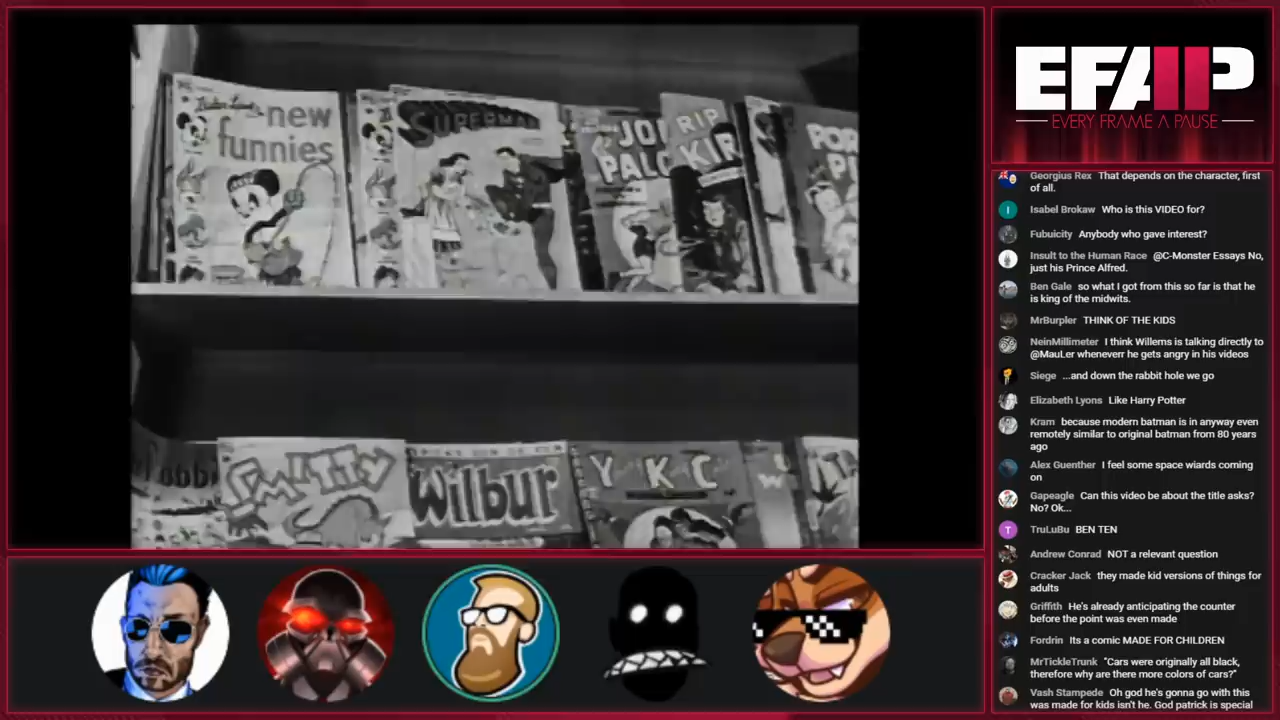 new
funnies
SUPERMAN
RIP
Smitty
Wilbur
EFAP
EVERY FRAME A PAUSE
Georgius Rex That depends on the character, first
of all.
Isabel Brokaw Who is this VIDEO for?
Fubuicity Anybody who gave interest?
Insult to the Human Race @C-Monster Essays No,
just his Prince Alfred.
Ben Gale so what I got from this so far is that he
is king of the midwits.
MrBurpler THINK OF THE KIDS
NeinMillimeter I think Willems is talking directly to
@MauLer wheneverr he gets angry in his videos
Siege ...and down the rabbit hole we go
Elizabeth Lyons Like Harry Potter
Kram because modern batman is in anyway even
remotely similar to original batman from 80 years
ago
Alex Guenther I feel some space wiards coming
on
Gapeagle Can this video be about the title asks?
No? Ok...
T TruLuBu BEN TEN
Andrew Conrad NOT a relevant question
Cracker Jack they made kid versions of things for
adults
Griffith He's already anticipating the counter
before the point was even made
Fordrin Its a comic MADE FOR CHILDREN
MrTickleTrunk "Cars were originally all black,
therefore why are there more colors of cars?"
Vash Stampede Oh god he's gonna go with this
was made for kids isn't he. God patrick is special